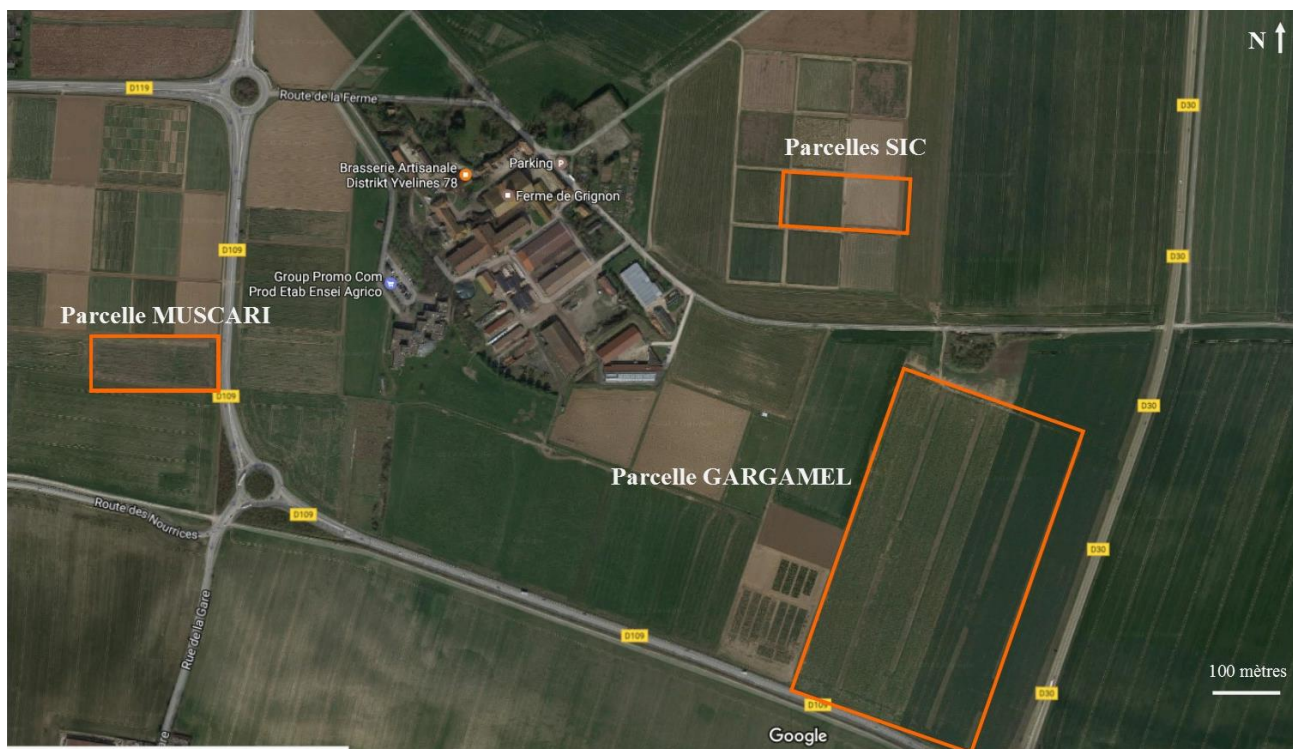 N
D119
Route de la Ferme
D30
Parcelles SIC
Brasserie Artisanale
Distrikt Yvelines 78
Parking P
Ferme de Grignon
D109
D30
Group Promo Com
Prod Etab Ensei Agrico
Parcelle MUSCARI
D109
D30
Parcelle GARGAMEL
Route des Nourrices
D109
D30
Rue de la Gare
D109
100 mètres
D30
D109
Google